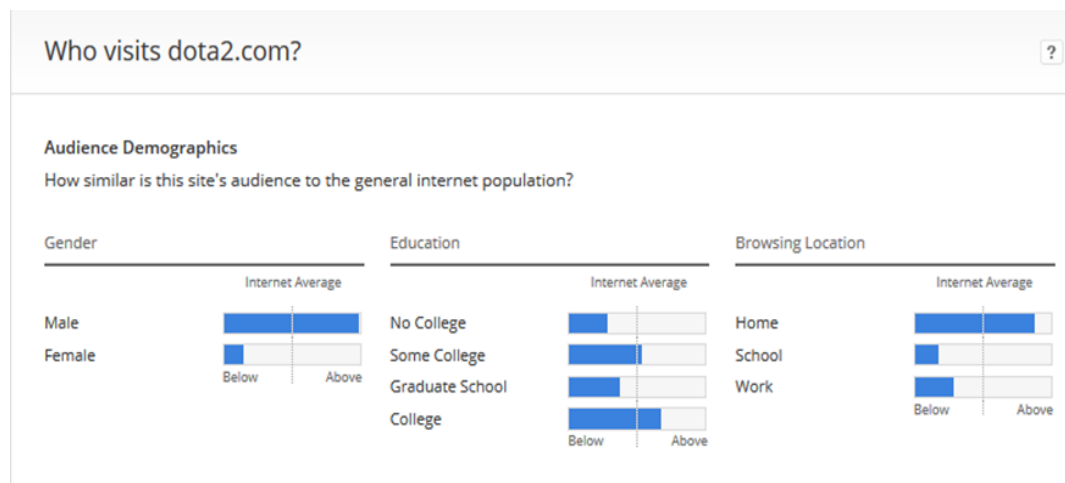 Who visits dota2.com?
?
Audience Demographics
How similar is this site's audience to the general internet population?
Gender
Internet Average
Male
Female
Below Above
Education
Internet Average
No College
Some College
Graduate School
College
Below Above
Browsing Location
Internet Average
Home
School
Work
Below Above